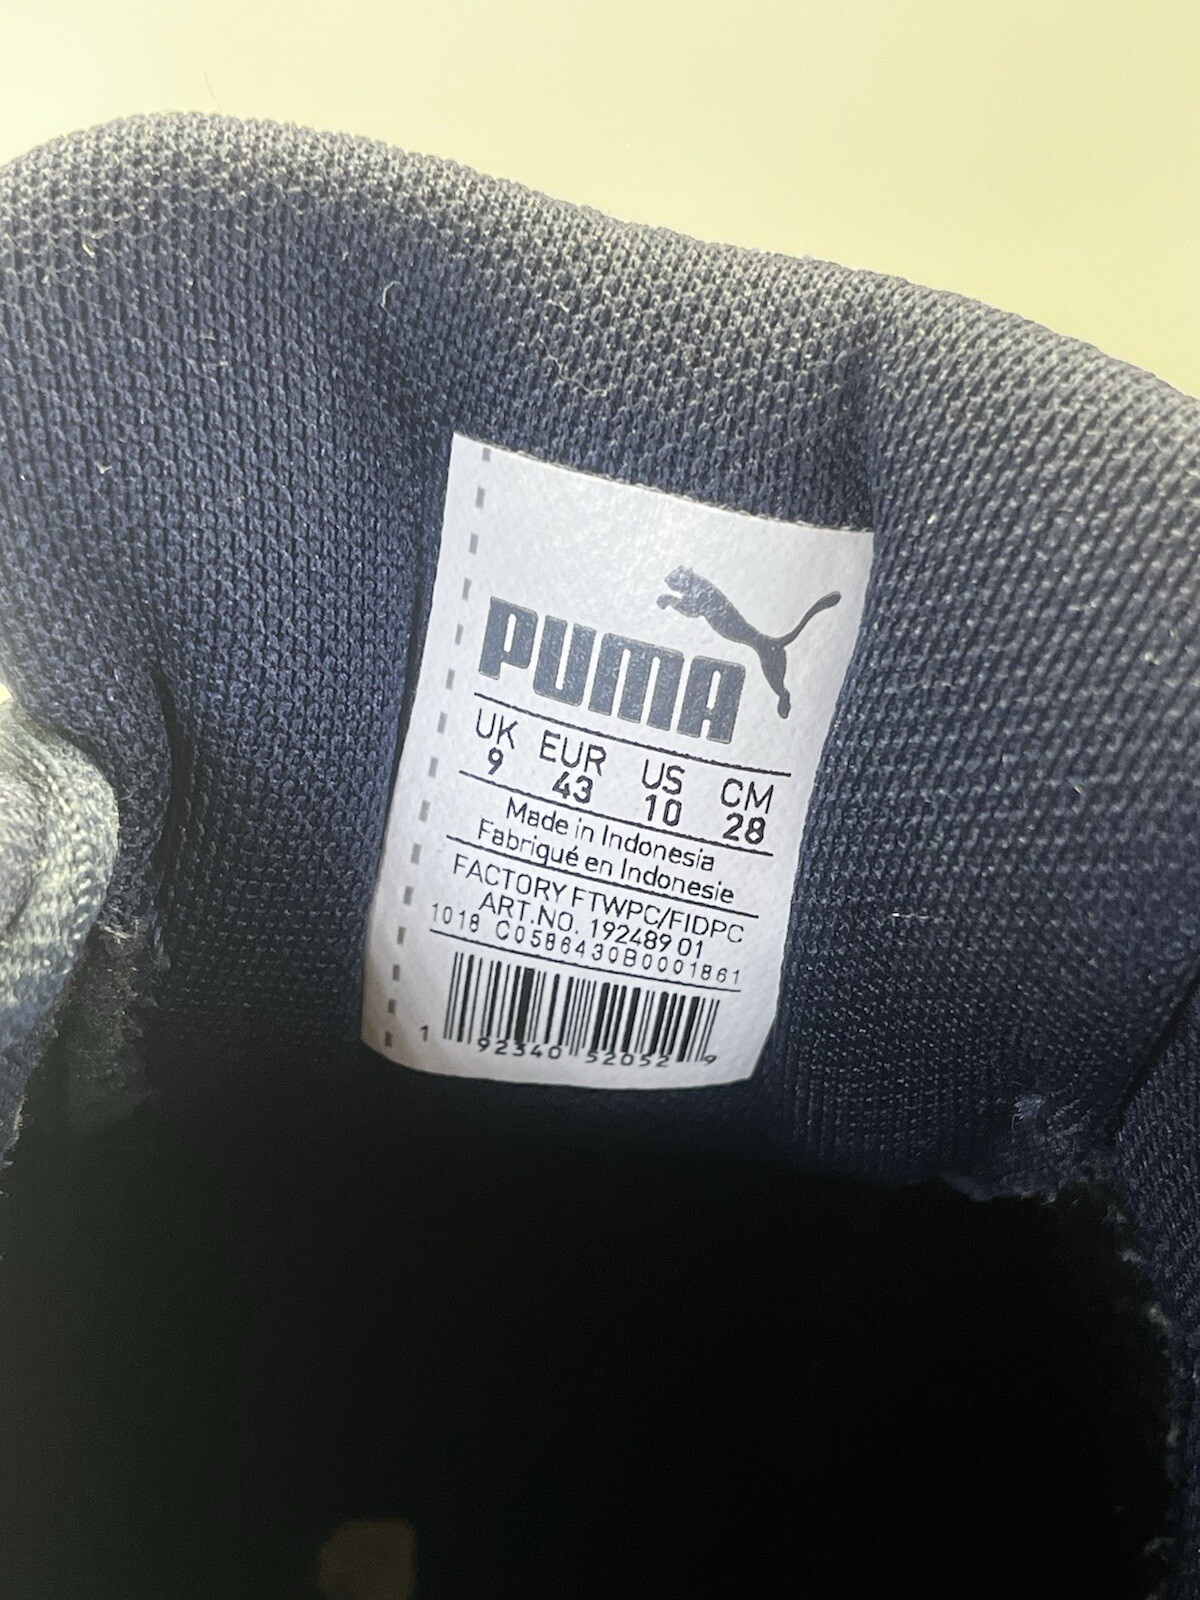 PUMA
UK EUR US CM
9 43 10 28
Made in Indonesia
Fabriqué en Indonesie
FACTORY FTWPC/FIDPC
ART.NO. 192489 01
1018 C0586430B0001861
1 92340 52052 9